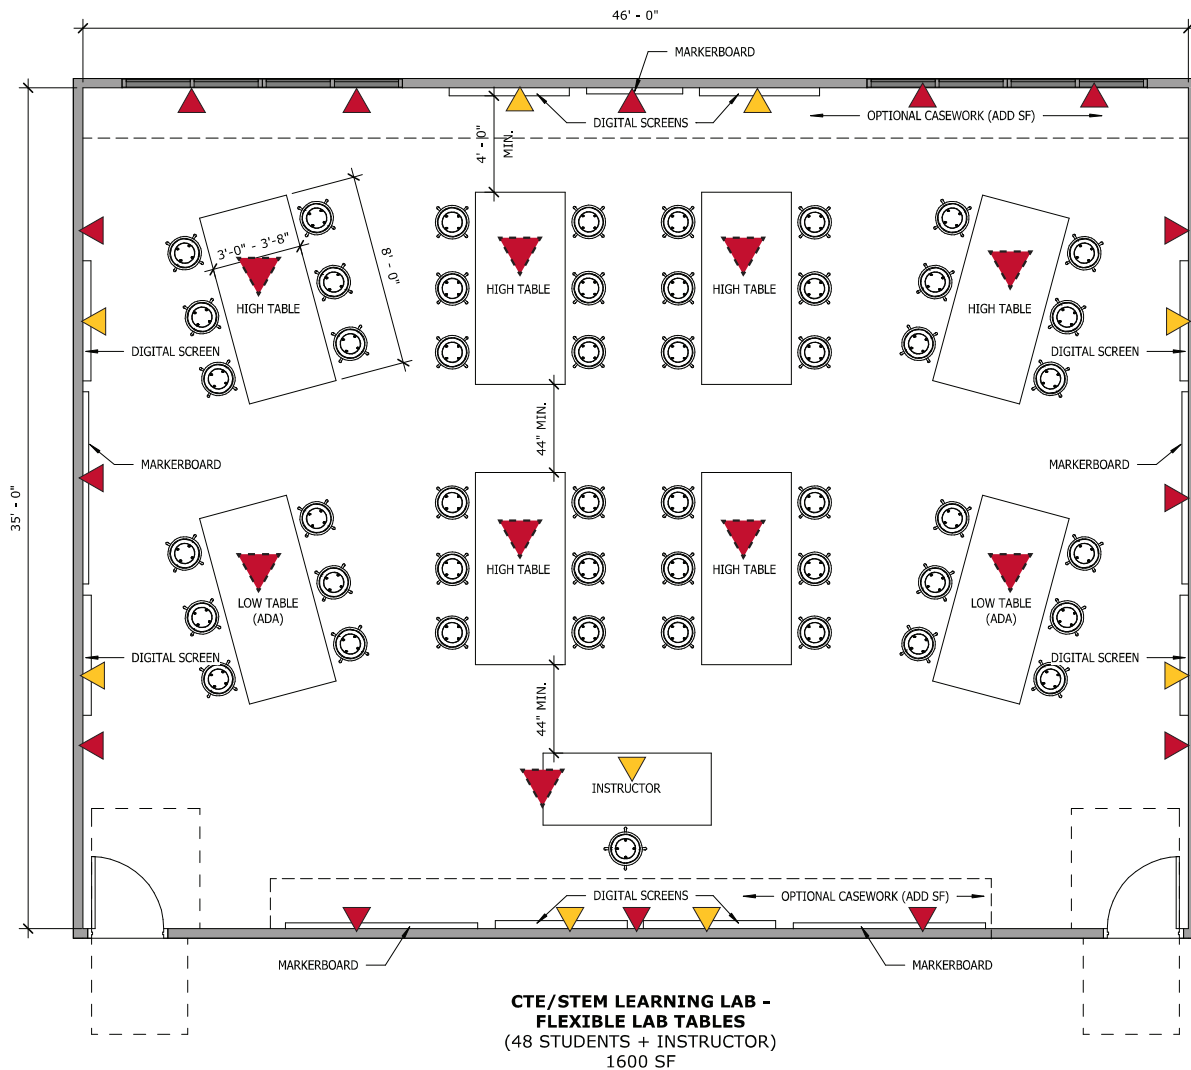 46' - 0"
MARKERBOARD
DIGITAL SCREENS
OPTIONAL CASEWORK (ADD SF)
4' - 0"
MIN.
3'-0" - 3'-8"
8' - 0"
HIGH TABLE
HIGH TABLE
HIGH TABLE
HIGH TABLE
DIGITAL SCREEN
DIGITAL SCREEN
44" MIN.
MARKERBOARD
MARKERBOARD
35' - 0"
HIGH TABLE
HIGH TABLE
LOW TABLE
(ADA)
LOW TABLE
(ADA)
DIGITAL SCREEN
DIGITAL SCREEN
44" MIN.
INSTRUCTOR
DIGITAL SCREENS
OPTIONAL CASEWORK (ADD SF)
MARKERBOARD
MARKERBOARD
CTE/STEM LEARNING LAB -
FLEXIBLE LAB TABLES
(48 STUDENTS + INSTRUCTOR)
1600 SF